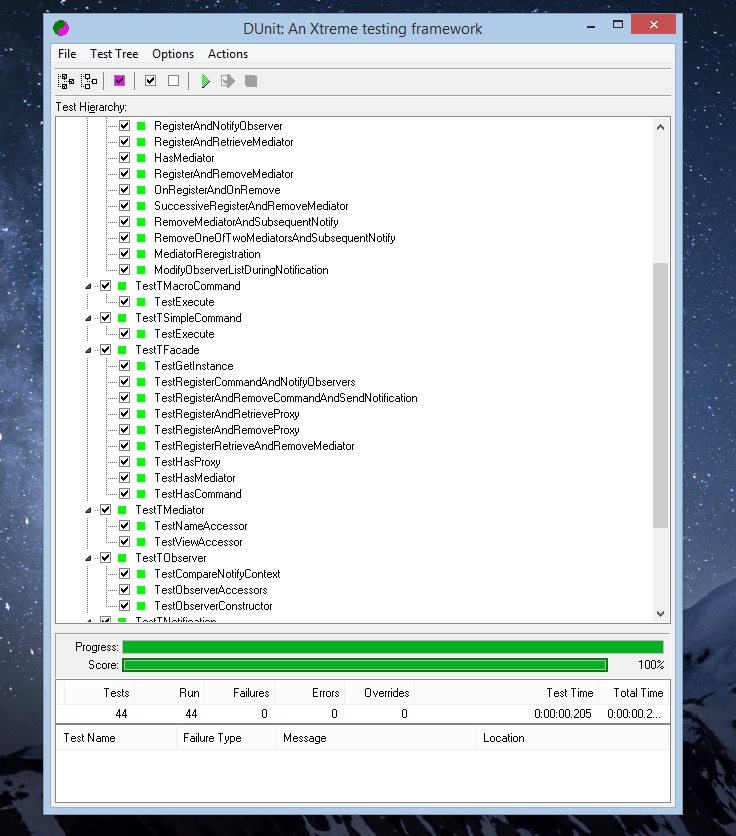 DUnit: An Xtreme testing framework
File Test Tree Options Actions
Test Hierarchy:
RegisterAndNotifyObserver
RegisterAndRetrieveMediator
HasMediator
RegisterAndRemoveMediator
OnRegisterAndOnRemove
SuccessiveRegisterAndRemoveMediator
RemoveMediatorAndSubsequentNotify
RemoveOneOfTwoMediatorsAndSubsequentNotify
MediatorReregistration
ModifyObserverListDuringNotification
TestTMacroCommand
TestExecute
TestTSimpleCommand
TestExecute
TestTFacade
TestGetInstance
TestRegisterCommandAndNotifyObservers
TestRegisterAndRemoveCommandAndSendNotification
TestRegisterAndRetrieveProxy
TestRegisterAndRemoveProxy
TestRegisterRetrieveAndRemoveMediator
TestHasProxy
TestHasMediator
TestHasCommand
TestTMediator
TestNameAccessor
TestViewAccessor
TestTObserver
TestCompareNotifyContext
TestObserverAccessors
TestObserverConstructor
TestTNotification
Progress:
Score: 100%
Tests Run Failures Errors Overrides Test Time Total Time
44 44 0 0 0 0:00:00.205 0:00:00.2...
Test Name Failure Type Message Location